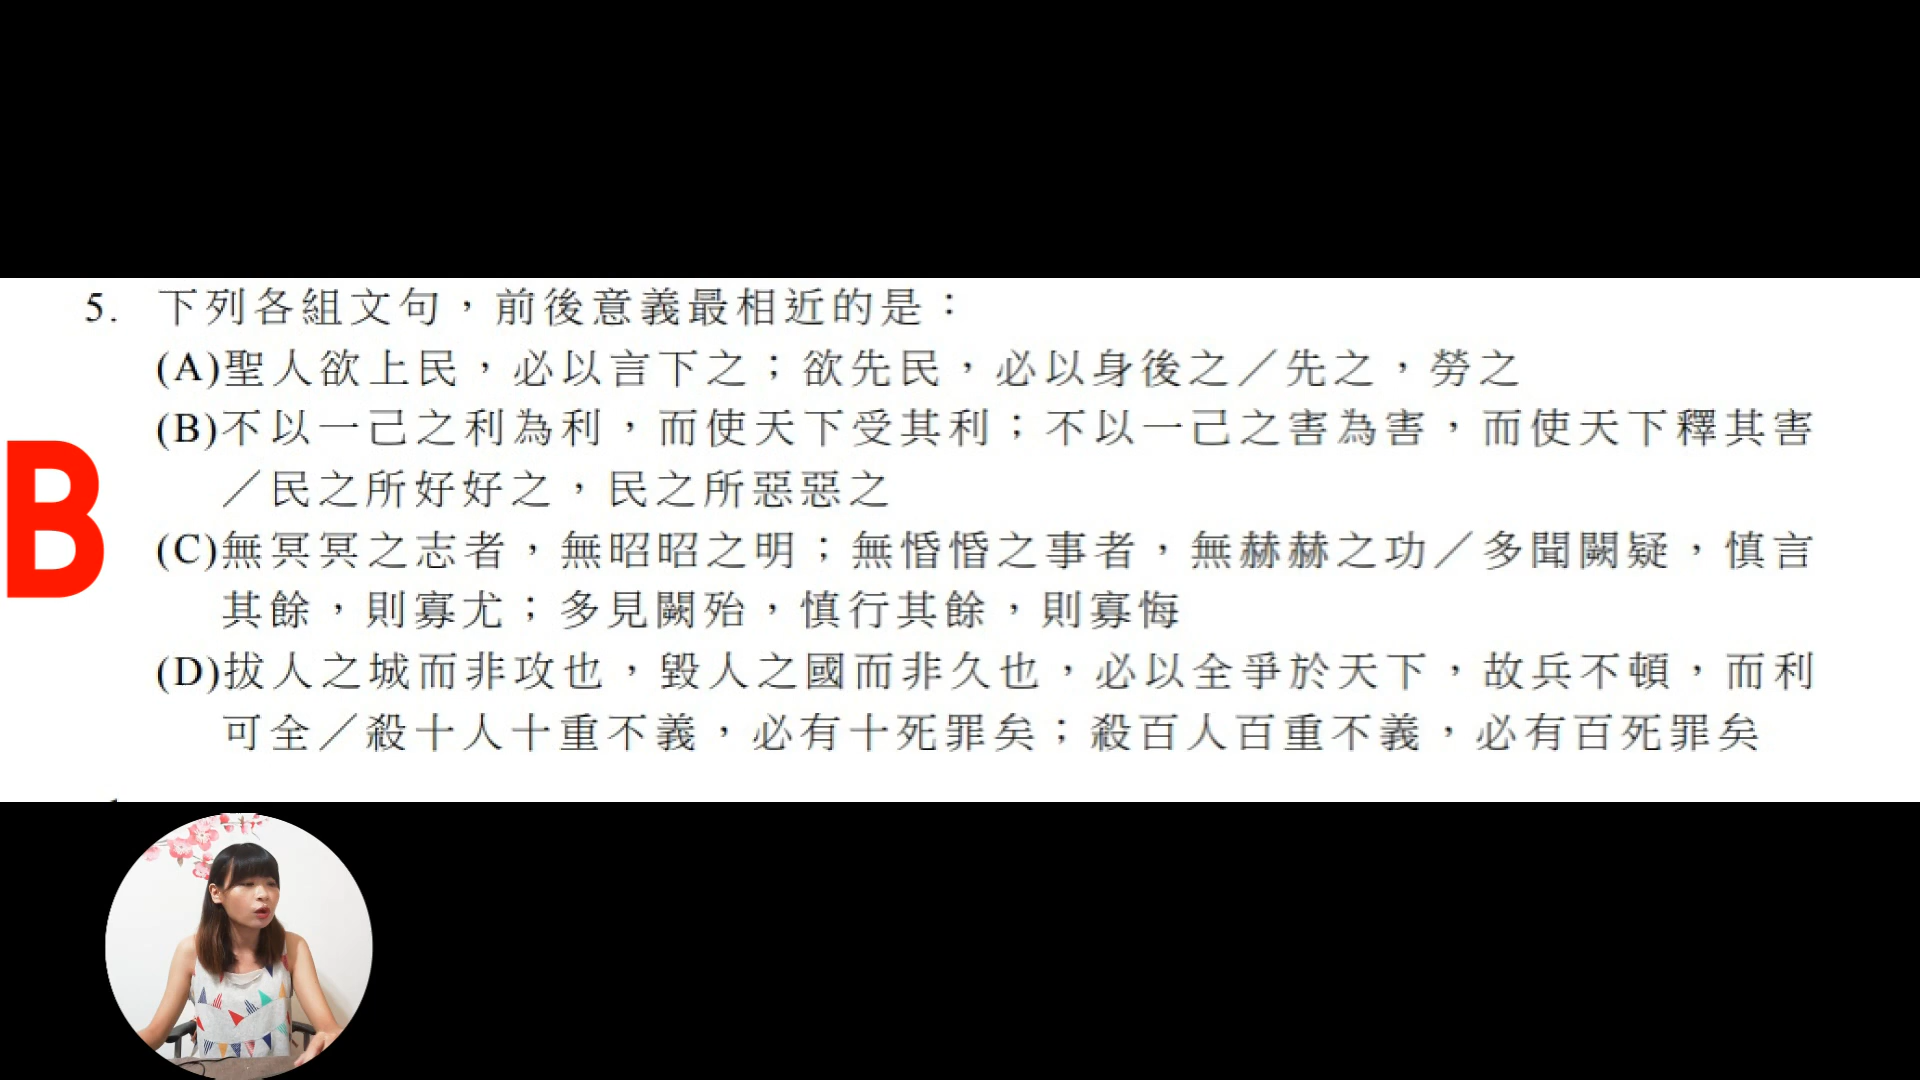 5. 下列各組文句，前後意義最相近的是：
(A)聖人欲上民，必以言下之；欲先民，必以身後之／先之，勞之
(B)不以一己之利為利，而使天下受其利；不以一己之害為害，而使天下釋其害
／民之所好好之，民之所惡惡之
B
(C)無冥冥之志者，無昭昭之明；無惛惛之事者，無赫赫之功／多聞闕疑，慎言
其餘，則寡尤；多見闕殆，慎行其餘，則寡悔
(D)拔人之城而非攻也，毀人之國而非久也，必以全爭於天下，故兵不頓，而利
可全／殺十人十重不義，必有十死罪矣；殺百人百重不義，必有百死罪矣